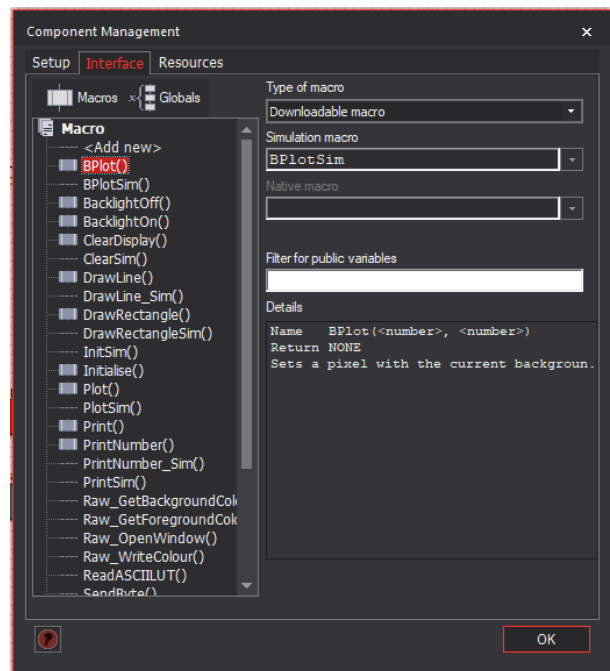 Component Management
Setup Interface Resources
Macros x{ Globals
Macro
<Add new>
BPlot()
BPlotSim()
BacklightOff()
BacklightOn()
ClearDisplay()
ClearSim()
DrawLine()
DrawLine_Sim()
DrawRectangle()
DrawRectangleSim()
InitSim()
Initialise()
Plot()
PlotSim()
Print()
PrintNumber()
PrintNumber_Sim()
PrintSim()
Raw_GetBackgroundCol
Raw_GetForegroundCol
Raw_OpenWindow()
Raw_WriteColour()
ReadASCIILUT()
SendByte()
Type of macro
Downloadable macro
Simulation macro
BPlotSim
Native macro
Filter for public variables
Details
Name BPlot(<number>, <number>)
Return NONE
Sets a pixel with the current backgroun.
? OK